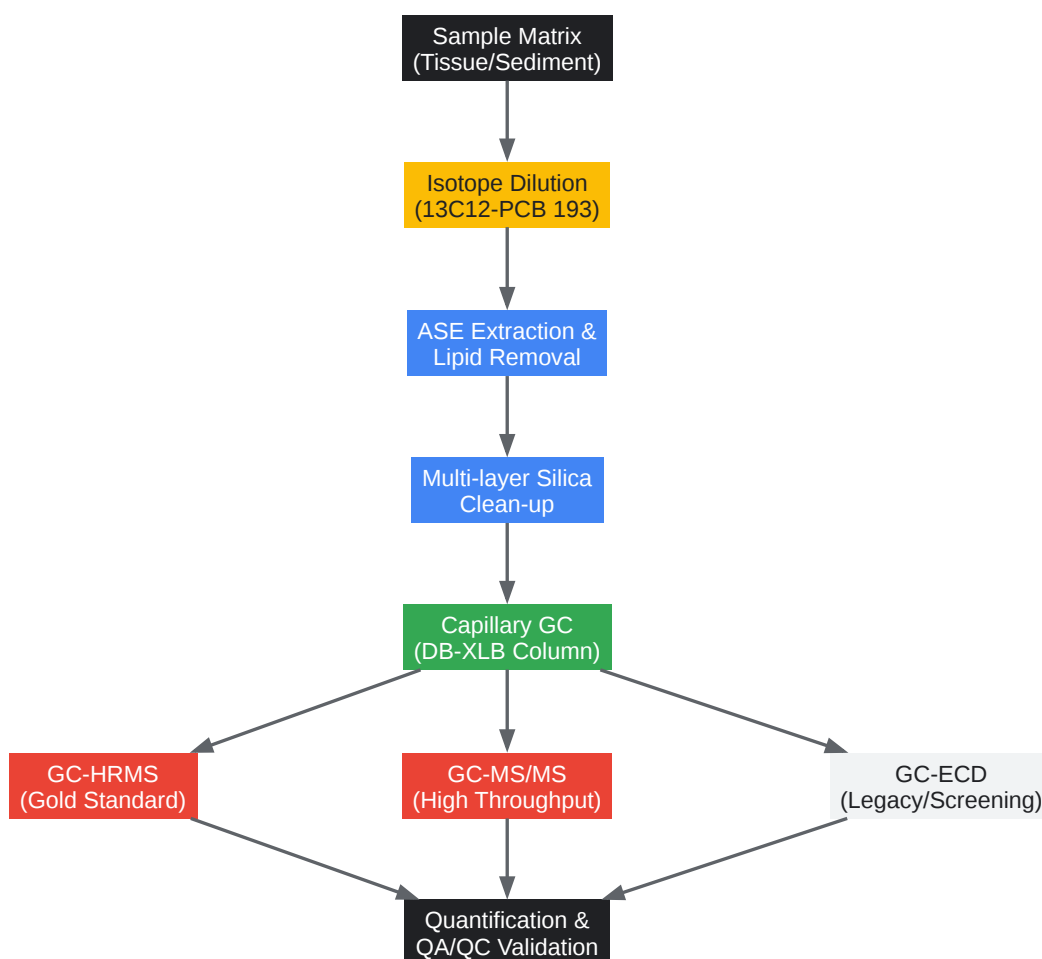 Sample Matrix
(Tissue/Sediment)
Isotope Dilution
(13C12-PCB 193)
ASE Extraction &
Lipid Removal
Multi-layer Silica
Clean-up
Capillary GC
(DB-XLB Column)
GC-HRMS
(Gold Standard)
GC-MS/MS
(High Throughput)
GC-ECD
(Legacy/Screening)
Quantification &
QA/QC Validation